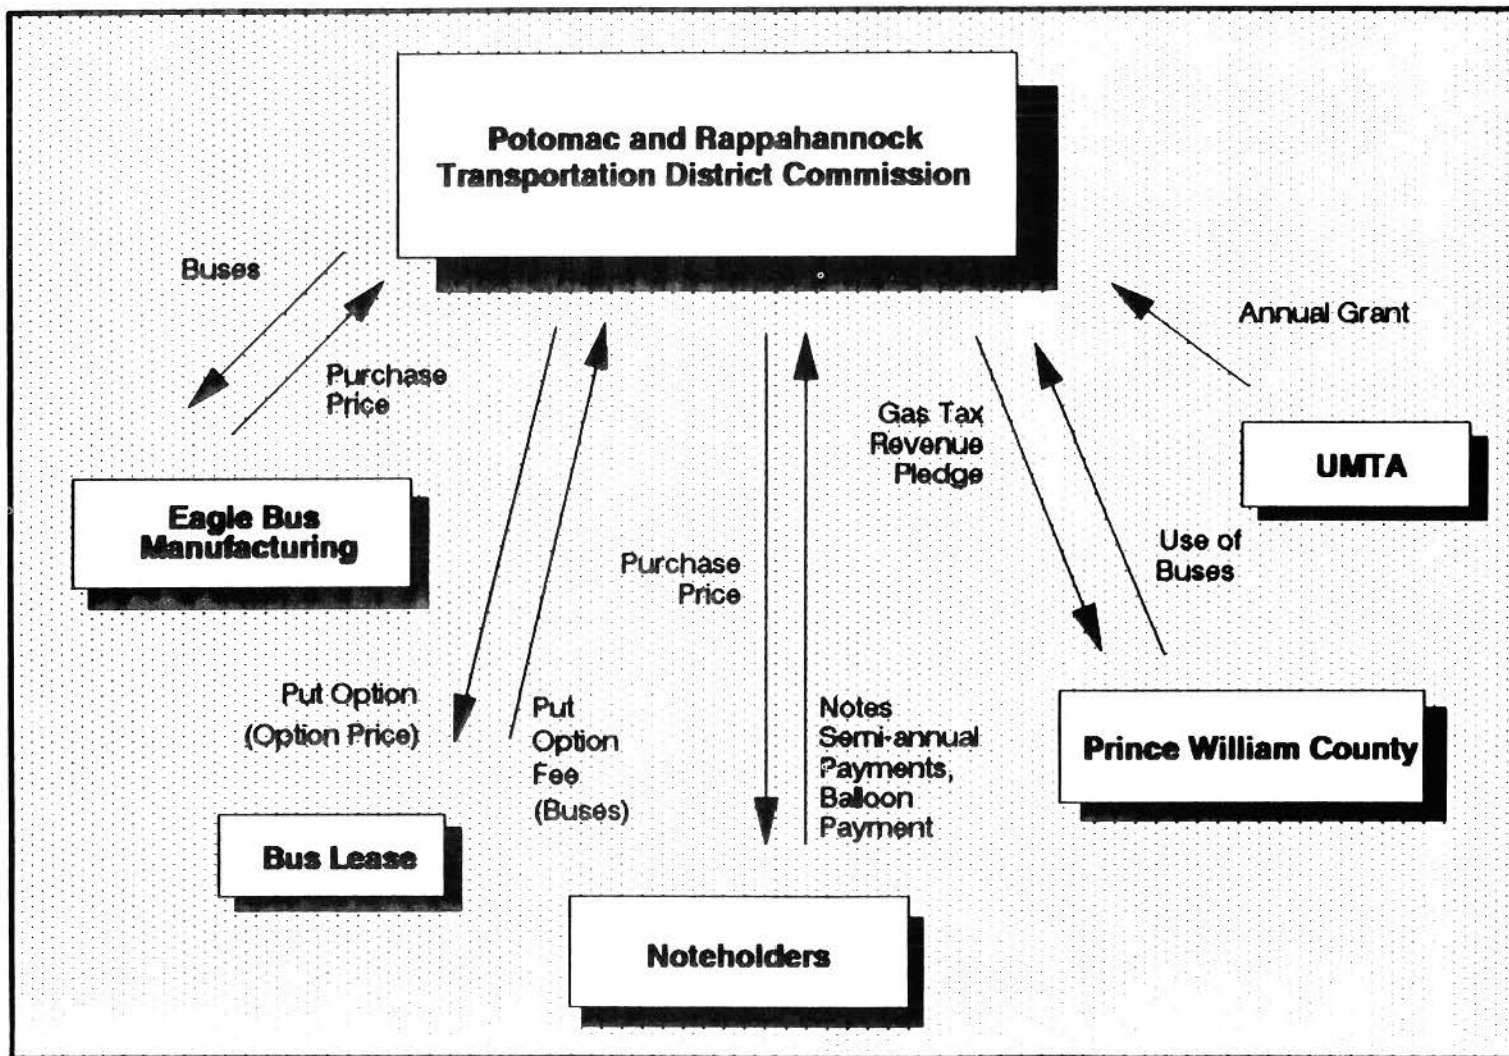 Potomac and Rappahannock
Transportation District Commission
Buses
Purchase
Price
Annual Grant
Gas Tax
Revenue
Pledge
UMTA
Eagle Bus
Manufacturing
Use of
Buses
Purchase
Price
Put Option
(Option Price)
Put
Option
Fee
(Buses)
Notes
Semi-annual
Payments,
Balloon
Payment
Prince William County
Bus Lease
Noteholders